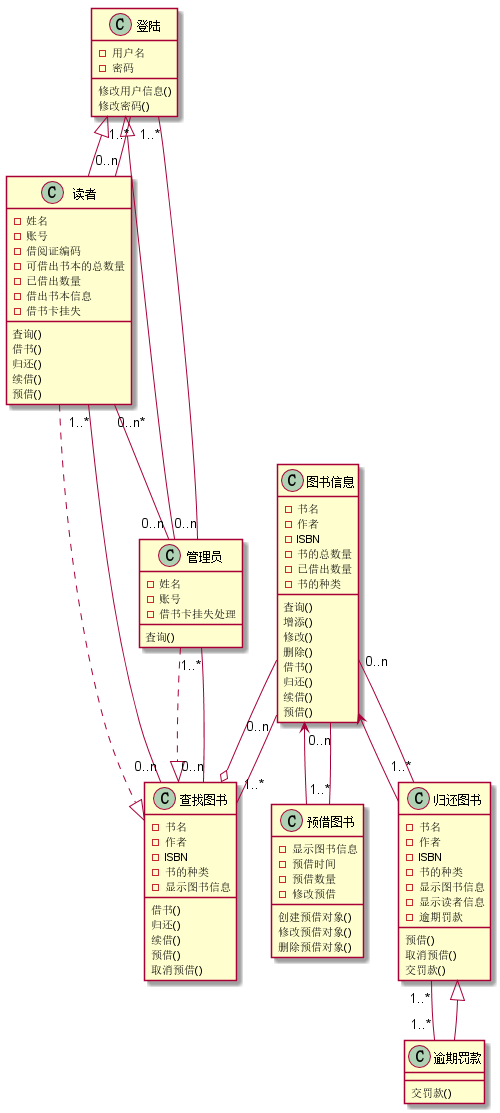 C 登陆
用户名
密码
修改用户信息()
修改密码()
1..*
1..*
0..n
C 读者
姓名
账号
借阅证编码
可借出书本的总数量
已借出数量
借出书本信息
借书卡挂失
查询()
借书()
归还()
续借()
预借()
1..*
0..n*
0..n
0..n
C 管理员
姓名
账号
借书卡挂失处理
查询()
C 图书信息
书名
作者
ISBN
书的总数量
已借出数量
书的种类
查询()
增添()
修改()
删除()
借书()
归还()
续借()
预借()
1..*
0..n
0..n
0..n
0..n
0..n
1..*
1..*
1..*
C 查找图书
书名
作者
ISBN
书的种类
显示图书信息
借书()
归还()
续借()
预借()
取消预借()
C 预借图书
显示图书信息
预借时间
预借数量
修改预借
创建预借对象()
修改预借对象()
删除预借对象()
C 归还图书
书名
作者
ISBN
书的种类
显示图书信息
显示读者信息
逾期罚款
预借()
取消预借()
交罚款()
1..*
1..*
C 逾期罚款
交罚款()